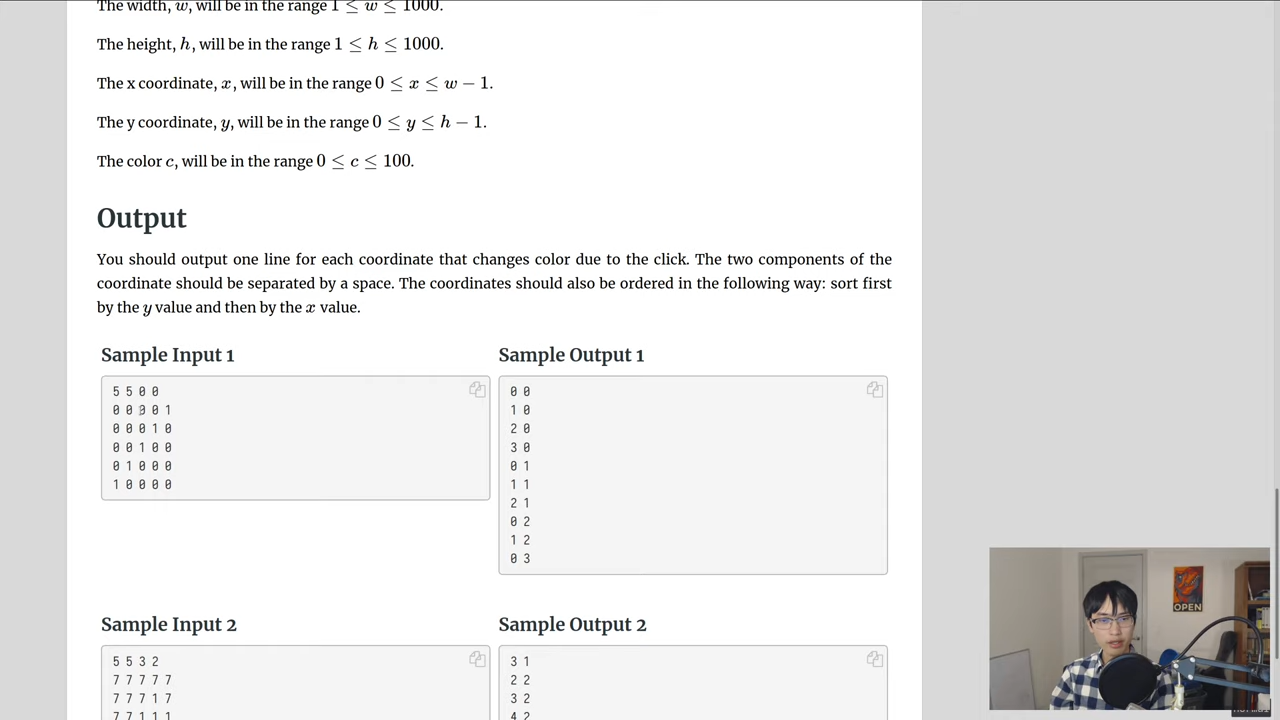 The width, w, will be in the range 1 ≤ w ≤ 1000.
The height, h, will be in the range 1 ≤ h ≤ 1000.
The x coordinate, x, will be in the range 0 ≤ x ≤ w − 1.
The y coordinate, y, will be in the range 0 ≤ y ≤ h − 1.
The color c, will be in the range 0 ≤ c ≤ 100.
Output
You should output one line for each coordinate that changes color due to the click. The two components of the
coordinate should be separated by a space. The coordinates should also be ordered in the following way: sort first
by the y value and then by the x value.
Sample Input 1
5 5 0 0
0 0 0 0 1
0 0 0 1 0
0 0 1 0 0
0 1 0 0 0
1 0 0 0 0
Sample Output 1
0 0
1 0
2 0
3 0
0 1
1 1
2 1
0 2
1 2
0 3
Sample Input 2
5 5 3 2
7 7 7 7 7
7 7 7 1 7
7 7 1 1 1
Sample Output 2
3 1
2 2
3 2
4 2
OPEN